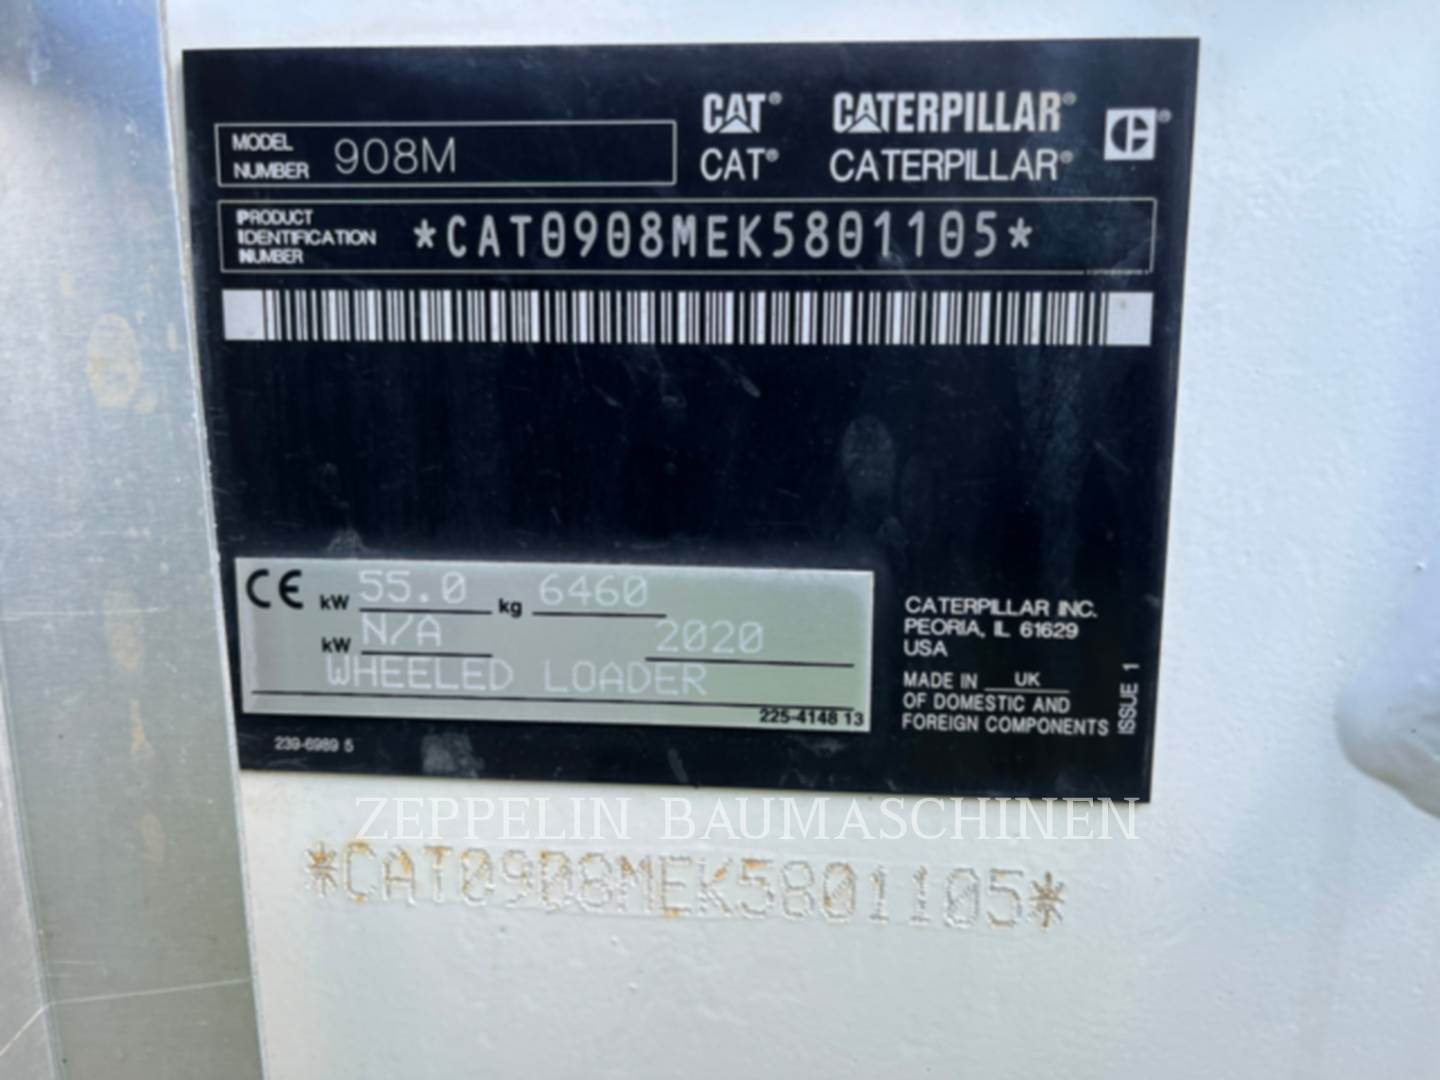 CAT® CATERPILLAR®
MODEL NUMBER 908M
CAT® CATERPILLAR®
PRODUCT IDENTIFICATION NUMBER *CAT0908MEK5801105*
CE kW 55.0 kg 6460
kW N/A 2020
WHEELED LOADER
225-4148 13
239-6989 5
CATERPILLAR INC.
PEORIA, IL 61629
USA
MADE IN UK
OF DOMESTIC AND
FOREIGN COMPONENTS
ISSUE 1
ZEPPELIN BAUMASCHINEN
*CAT0908MEK5801105*